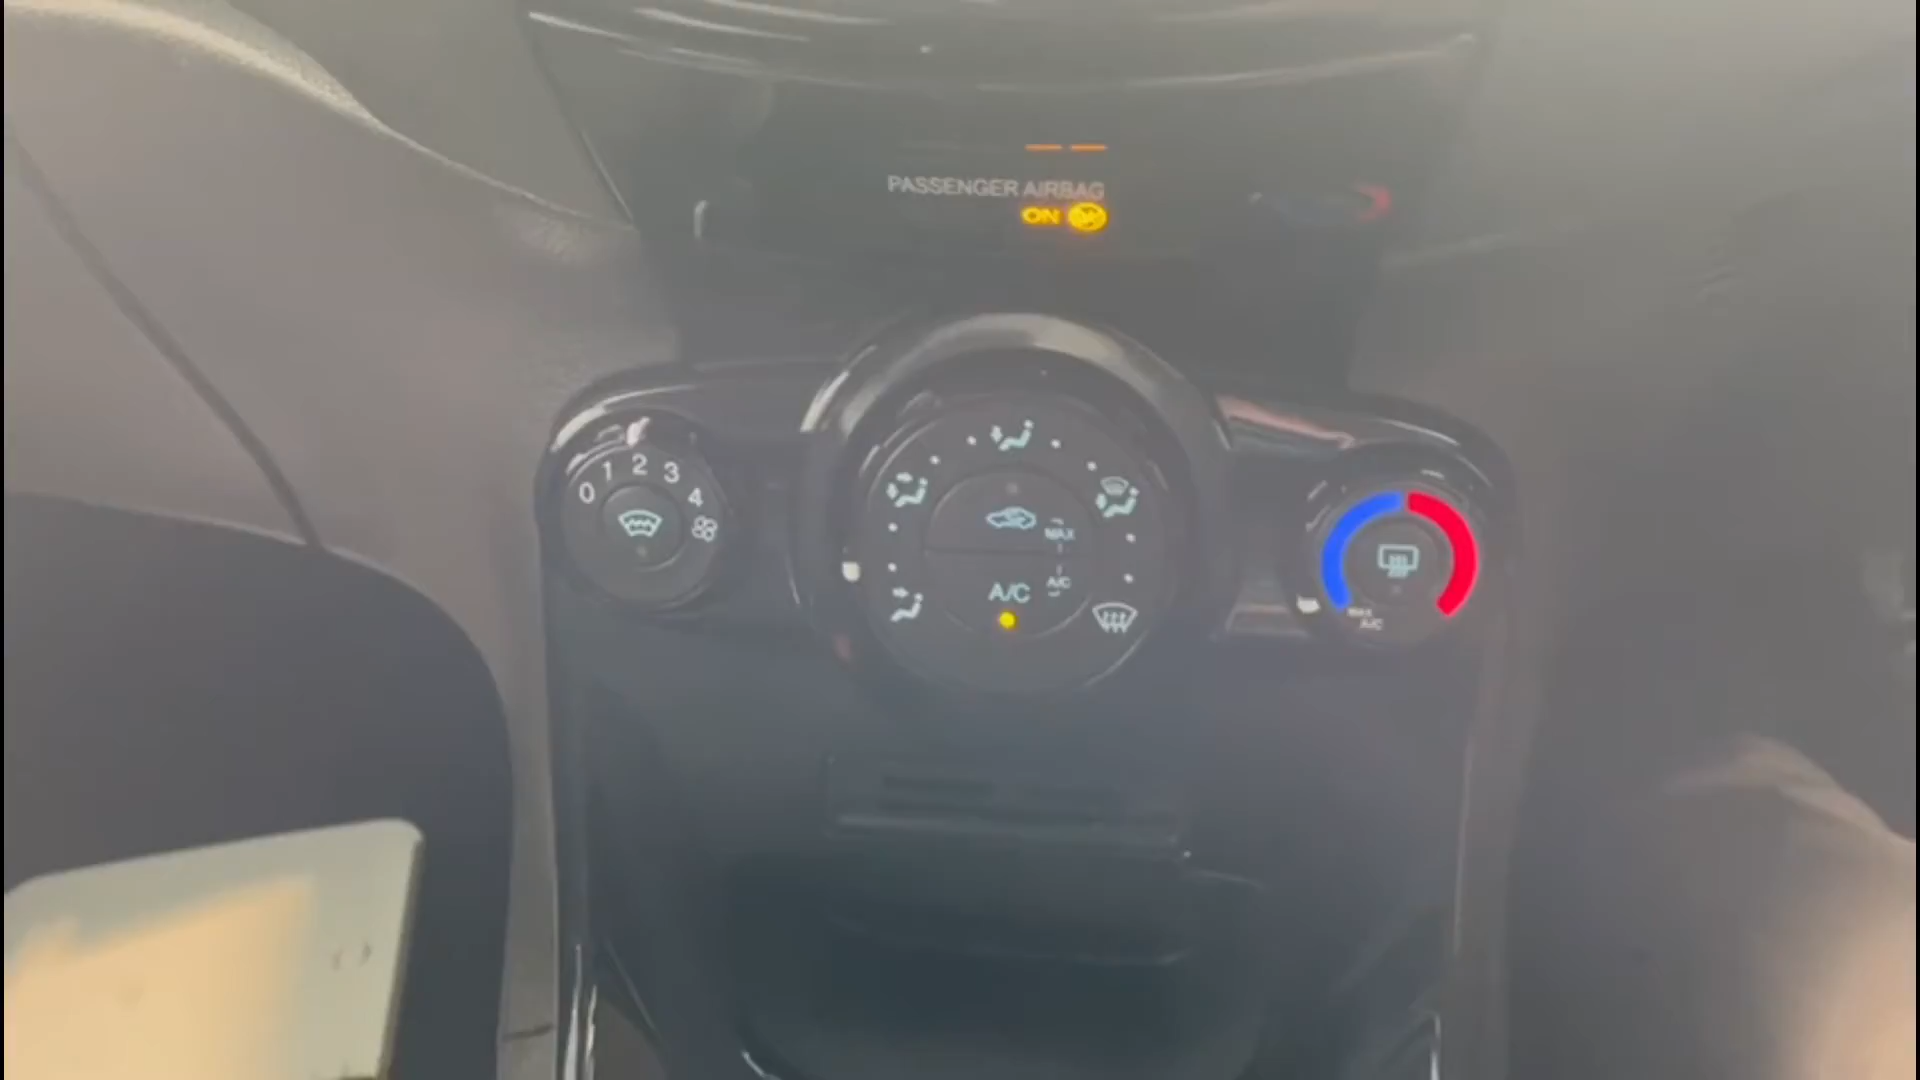 PASSENGER AIRBAG
ON
0 1 2 3 4
MAX
A/C
A/C
MAX
A/C